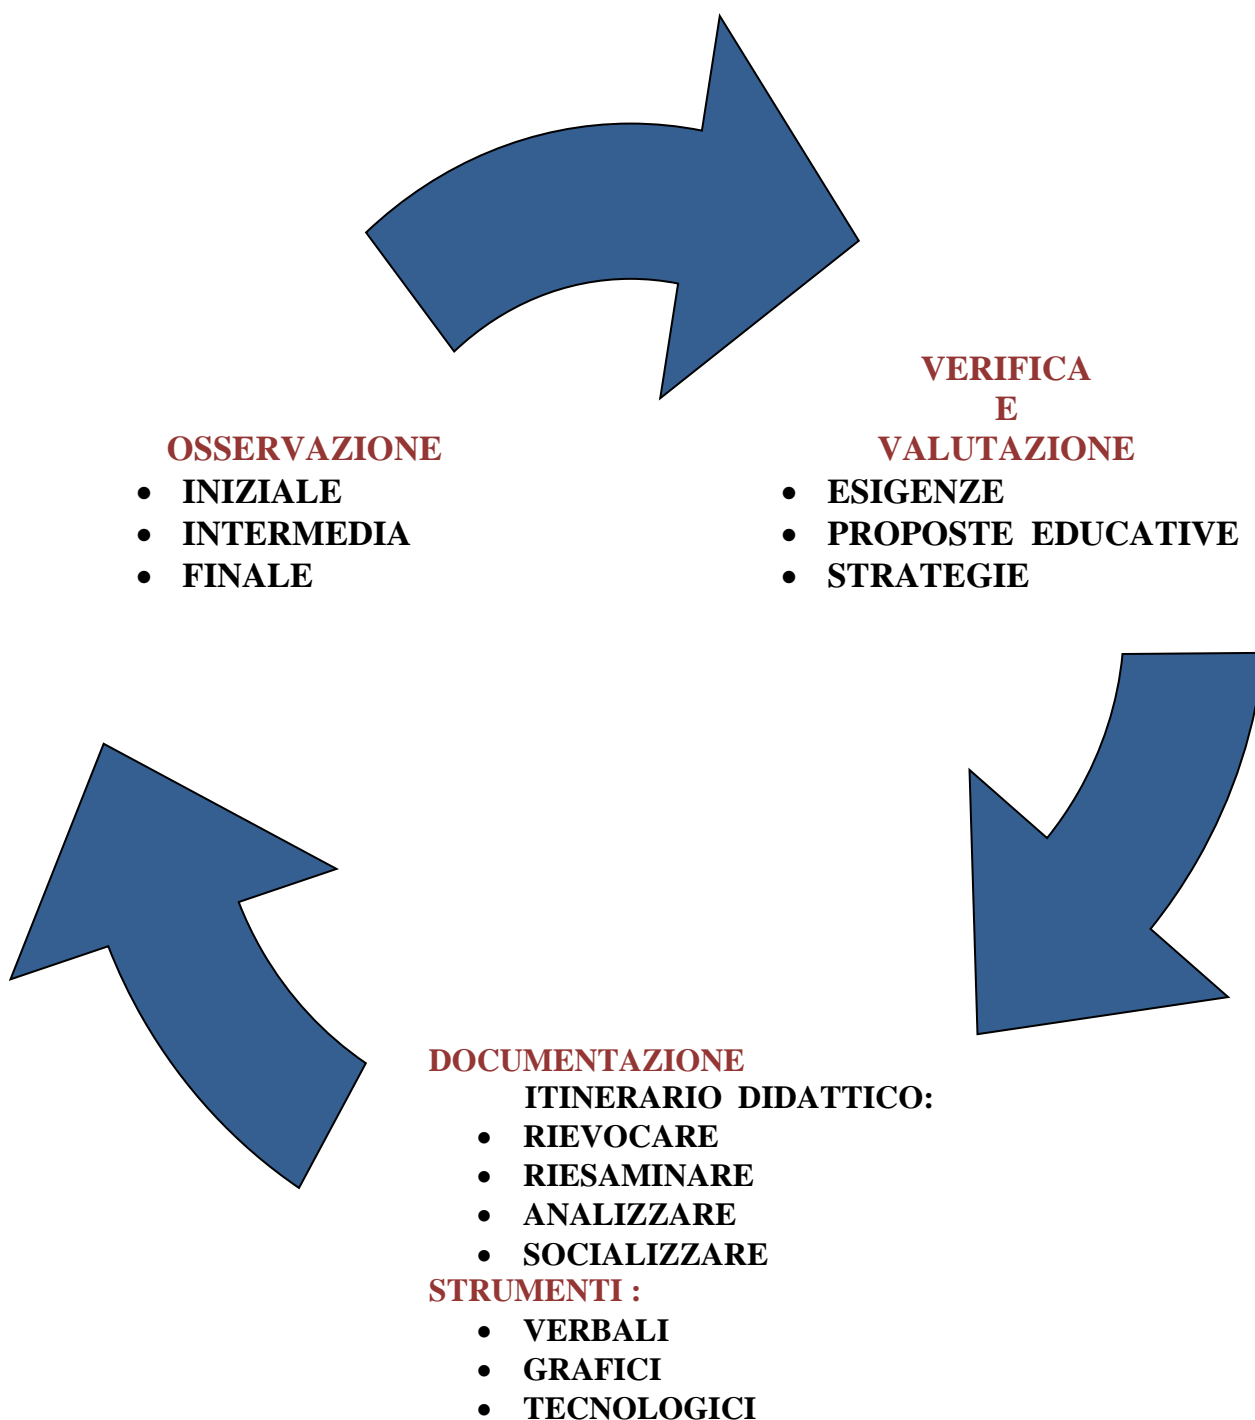 OSSERVAZIONE
• INIZIALE
• INTERMEDIA
• FINALE
VERIFICA
E
VALUTAZIONE
• ESIGENZE
• PROPOSTE EDUCATIVE
• STRATEGIE
DOCUMENTAZIONE
ITINERARIO DIDATTICO:
• RIEVOCARE
• RIESAMINARE
• ANALIZZARE
• SOCIALIZZARE
STRUMENTI :
• VERBALI
• GRAFICI
• TECNOLOGICI